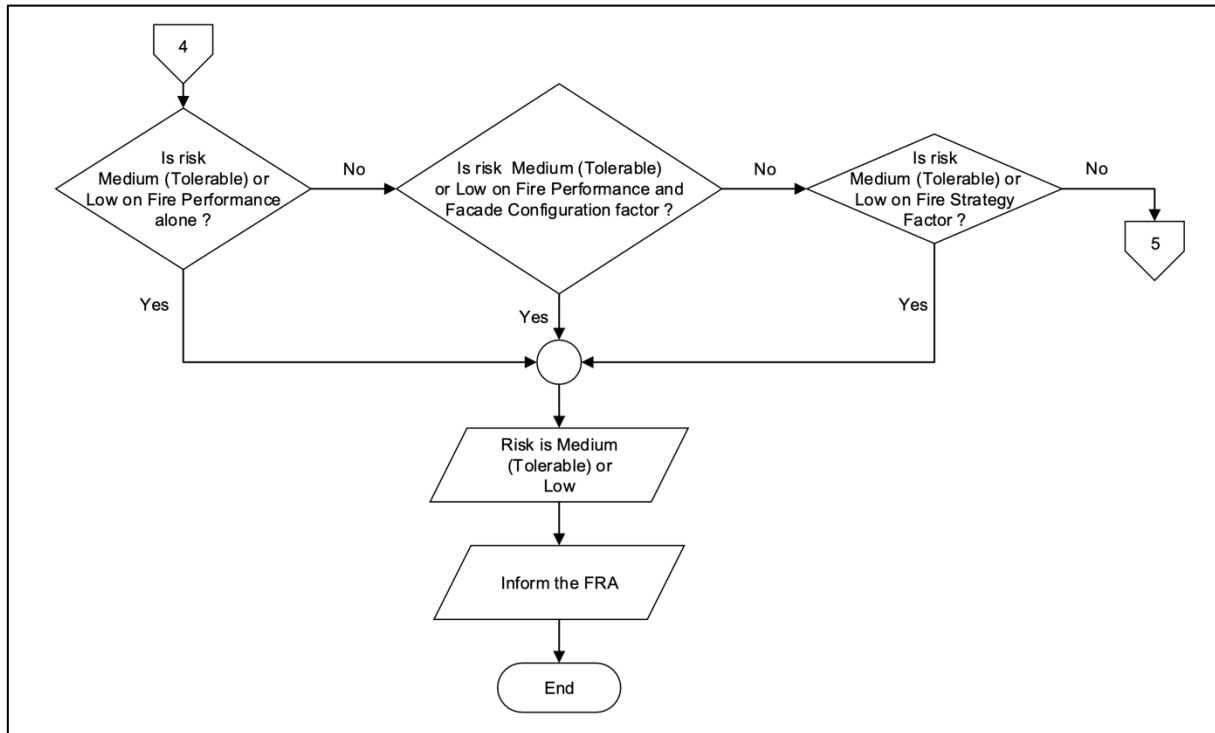 4
Is risk
Medium (Tolerable) or
Low on Fire Performance
alone ?
No
Is risk Medium (Tolerable)
or Low on Fire Performance and
Facade Configuration factor ?
No
Is risk
Medium (Tolerable) or
Low on Fire Strategy
Factor ?
No
5
Yes
Yes
Yes
Risk is Medium
(Tolerable) or
Low
Inform the FRA
End